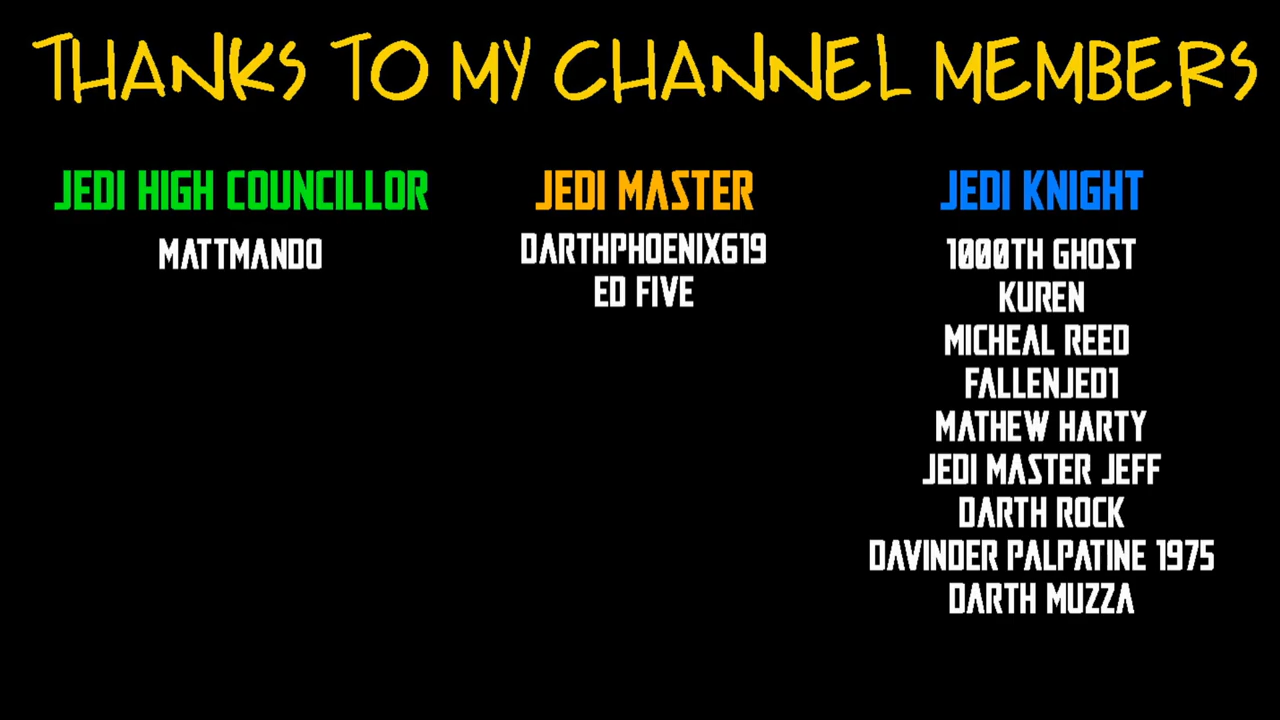 THANKS TO MY CHANNEL MEMBERS
JEDI HIGH COUNCILLOR
MATTMANDO
JEDI MASTER
DARTHPHOENIX619
ED FIVE
JEDI KNIGHT
1000TH GHOST
KUREN
MICHEAL REED
FALLENJED1
MATHEW HARTY
JEDI MASTER JEFF
DARTH ROCK
DAVINDER PALPATINE 1975
DARTH MUZZA